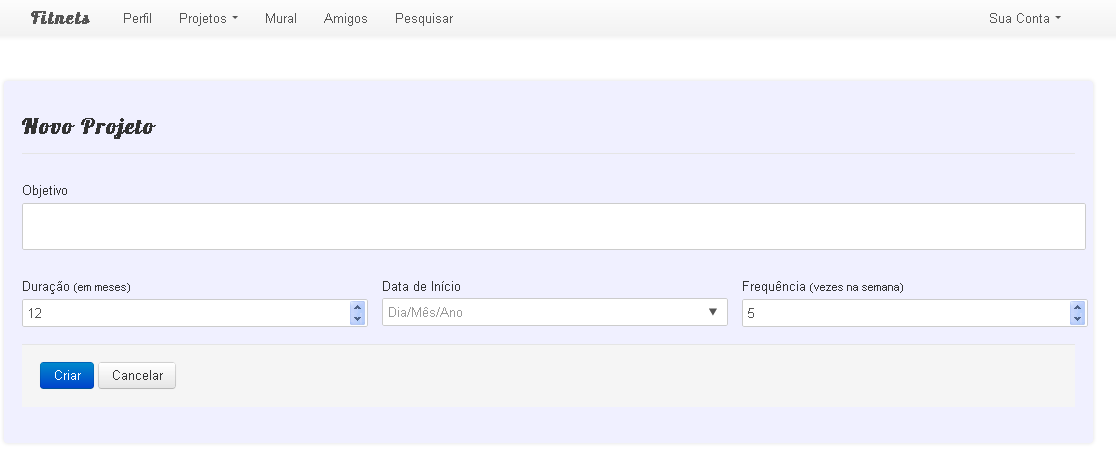 Fitnets Perfil Projetos Mural Amigos Pesquisar Sua Conta
Novo Projeto
Objetivo
Duração (em meses) Data de Início Frequência (vezes na semana)
12 Dia/Mês/Ano 5
Criar Cancelar